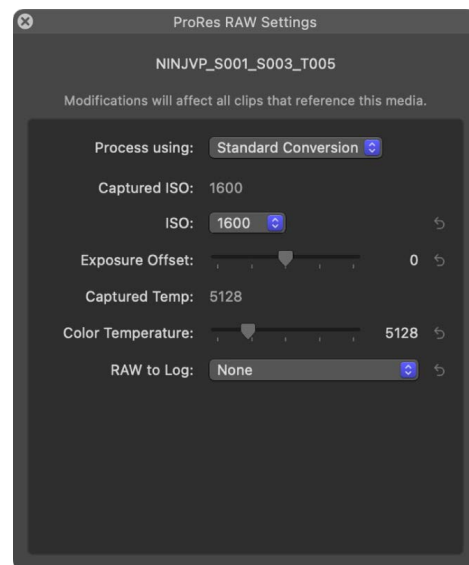 ProRes RAW Settings
NINJVP_S001_S003_T005
Modifications will affect all clips that reference this media.
Process using: Standard Conversion
Captured ISO: 1600
ISO: 1600
Exposure Offset: 0
Captured Temp: 5128
Color Temperature: 5128
RAW to Log: None